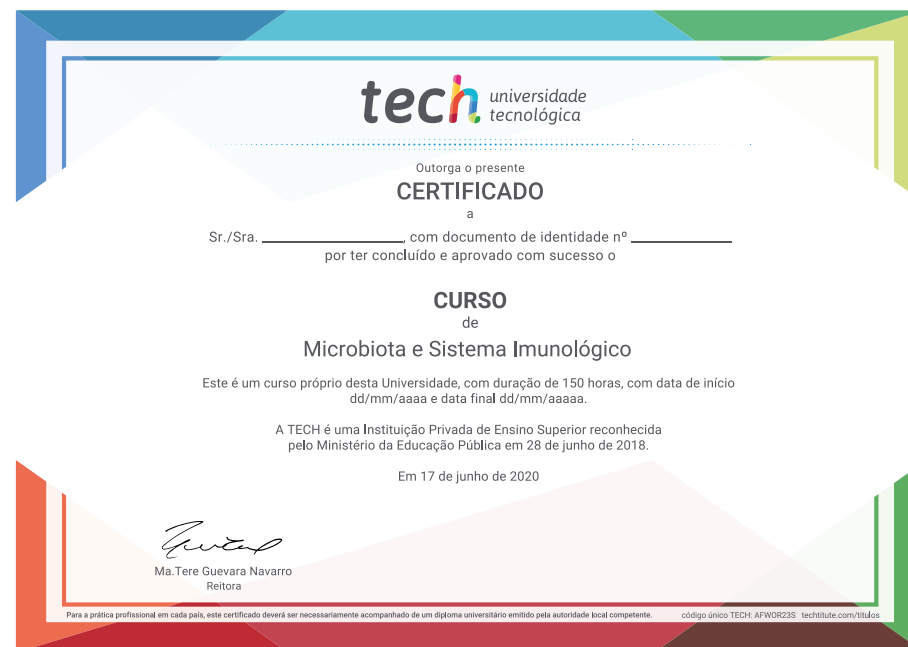 tech universidade
tecnológica
Outorga o presente
CERTIFICADO
a
Sr./Sra. ________________, com documento de identidade nº ____________
por ter concluído e aprovado com sucesso o
CURSO
de
Microbiota e Sistema Imunológico
Este é um curso próprio desta Universidade, com duração de 150 horas, com data de início
dd/mm/aaaa e data final dd/mm/aaaaa.
A TECH é uma Instituição Privada de Ensino Superior reconhecida
pelo Ministério da Educação Pública em 28 de junho de 2018.
Em 17 de junho de 2020
Ma.Tere Guevara Navarro
Reitora
Para a prática profissional em cada país, este certificado deverá ser necessariamente acompanhado de um diploma universitário emitido pela autoridade local competente. código único TECH: AFWOR23S techtitute.com/titulos